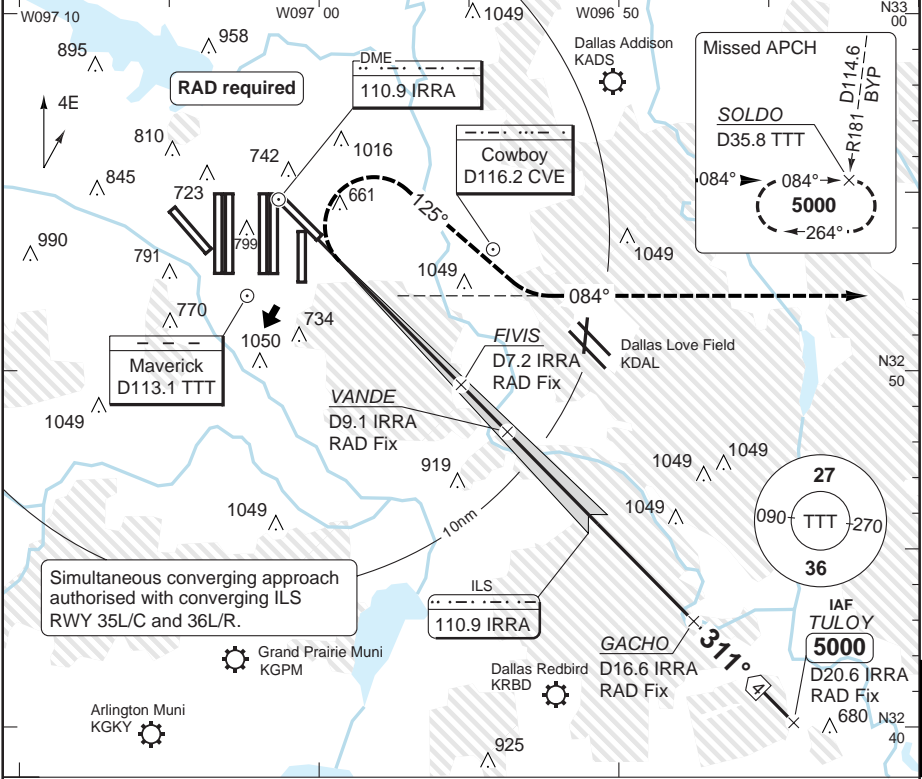 W097 10
W097 00
W096 50
N33
00
1049
895
958
RAD required
DME
110.9 IRRA
Dallas Addison
KADS
Missed APCH
SOLDO
D35.8 TTT
R181
D114.6
BYP
084°
084°
5000
264°
4E
810
742
1016
Cowboy
D116.2 CVE
845
723
661
125°
990
799
791
1049
1049
084°
770
1050
734
Maverick
D113.1 TTT
FIVIS
D7.2 IRRA
RAD Fix
Dallas Love Field
KDAL
N32
50
VANDE
D9.1 IRRA
RAD Fix
1049
919
1049
1049
1049
1049
10nm
27
090
TTT
270
36
Simultaneous converging approach
authorised with converging ILS
RWY 35L/C and 36L/R.
ILS
110.9 IRRA
GACHO
D16.6 IRRA
RAD Fix
311°
4
IAF
TULOY
5000
D20.6 IRRA
RAD Fix
680
Grand Prairie Muni
KGPM
Dallas Redbird
KRBD
Arlington Muni
KGKY
925
N32
40